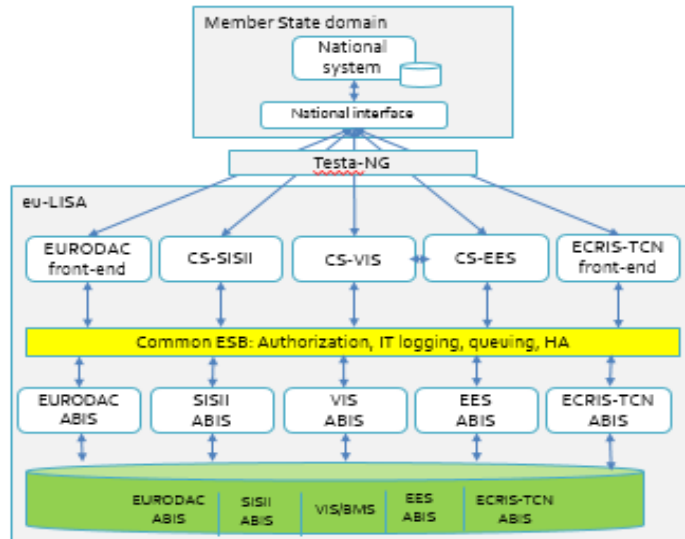 Member State domain
National
system
National interface
Testa-NG
eu-LISA
EURODAC
front-end
CS-SISII
CS-VIS
CS-EES
ECRIS-TCN
front-end
Common ESB: Authorization, IT logging, queuing, HA
EURODAC
ABIS
SISII
ABIS
VIS
ABIS
EES
ABIS
ECRIS-TCN
ABIS
EURODAC
ABIS
SISII
ABIS
VIS/BMS
EES
ABIS
ECRIS-TCN
ABIS